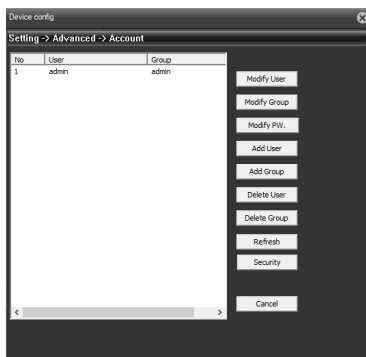 Device config
Setting -> Advanced -> Account
No User Group
1 admin admin
Modify User
Modify Group
Modify PW.
Add User
Add Group
Delete User
Delete Group
Refresh
Security
Cancel